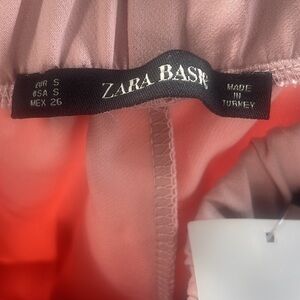 EUR S
USA S
MEX 26
ZARA BASIC
MADE
IN
TURKEY